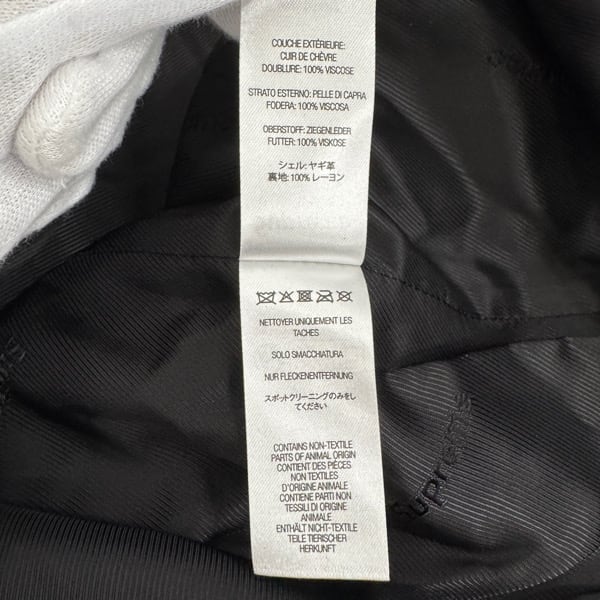 COUCHE EXTÉRIEURE:
CUIR DE CHÈVRE
DOUBLURE: 100% VISCOSE
STRATO ESTERNO: PELLE DI CAPRA
FODERA: 100% VISCOSA
OBERSTOFF: ZIEGENLEDER
FUTTER: 100% VISKOSE
シェル: ヤギ革
裏地: 100% レーヨン
NETTOYER UNIQUEMENT LES
TACHES
SOLO SMACCHIATURA
NUR FLECKENENTFERNUNG
スポットクリーニングのみをし
てください
CONTAINS NON-TEXTILE
PARTS OF ANIMAL ORIGIN
CONTIENT DES PIÈCES
NON TEXTILES
D'ORIGINE ANIMALE
CONTIENE PARTI NON
TESSILI DI ORIGINE
ANIMALE
ENTHÄLT NICHT-TEXTILE
TEILE TIERISCHER
HERKUNFT
Supreme